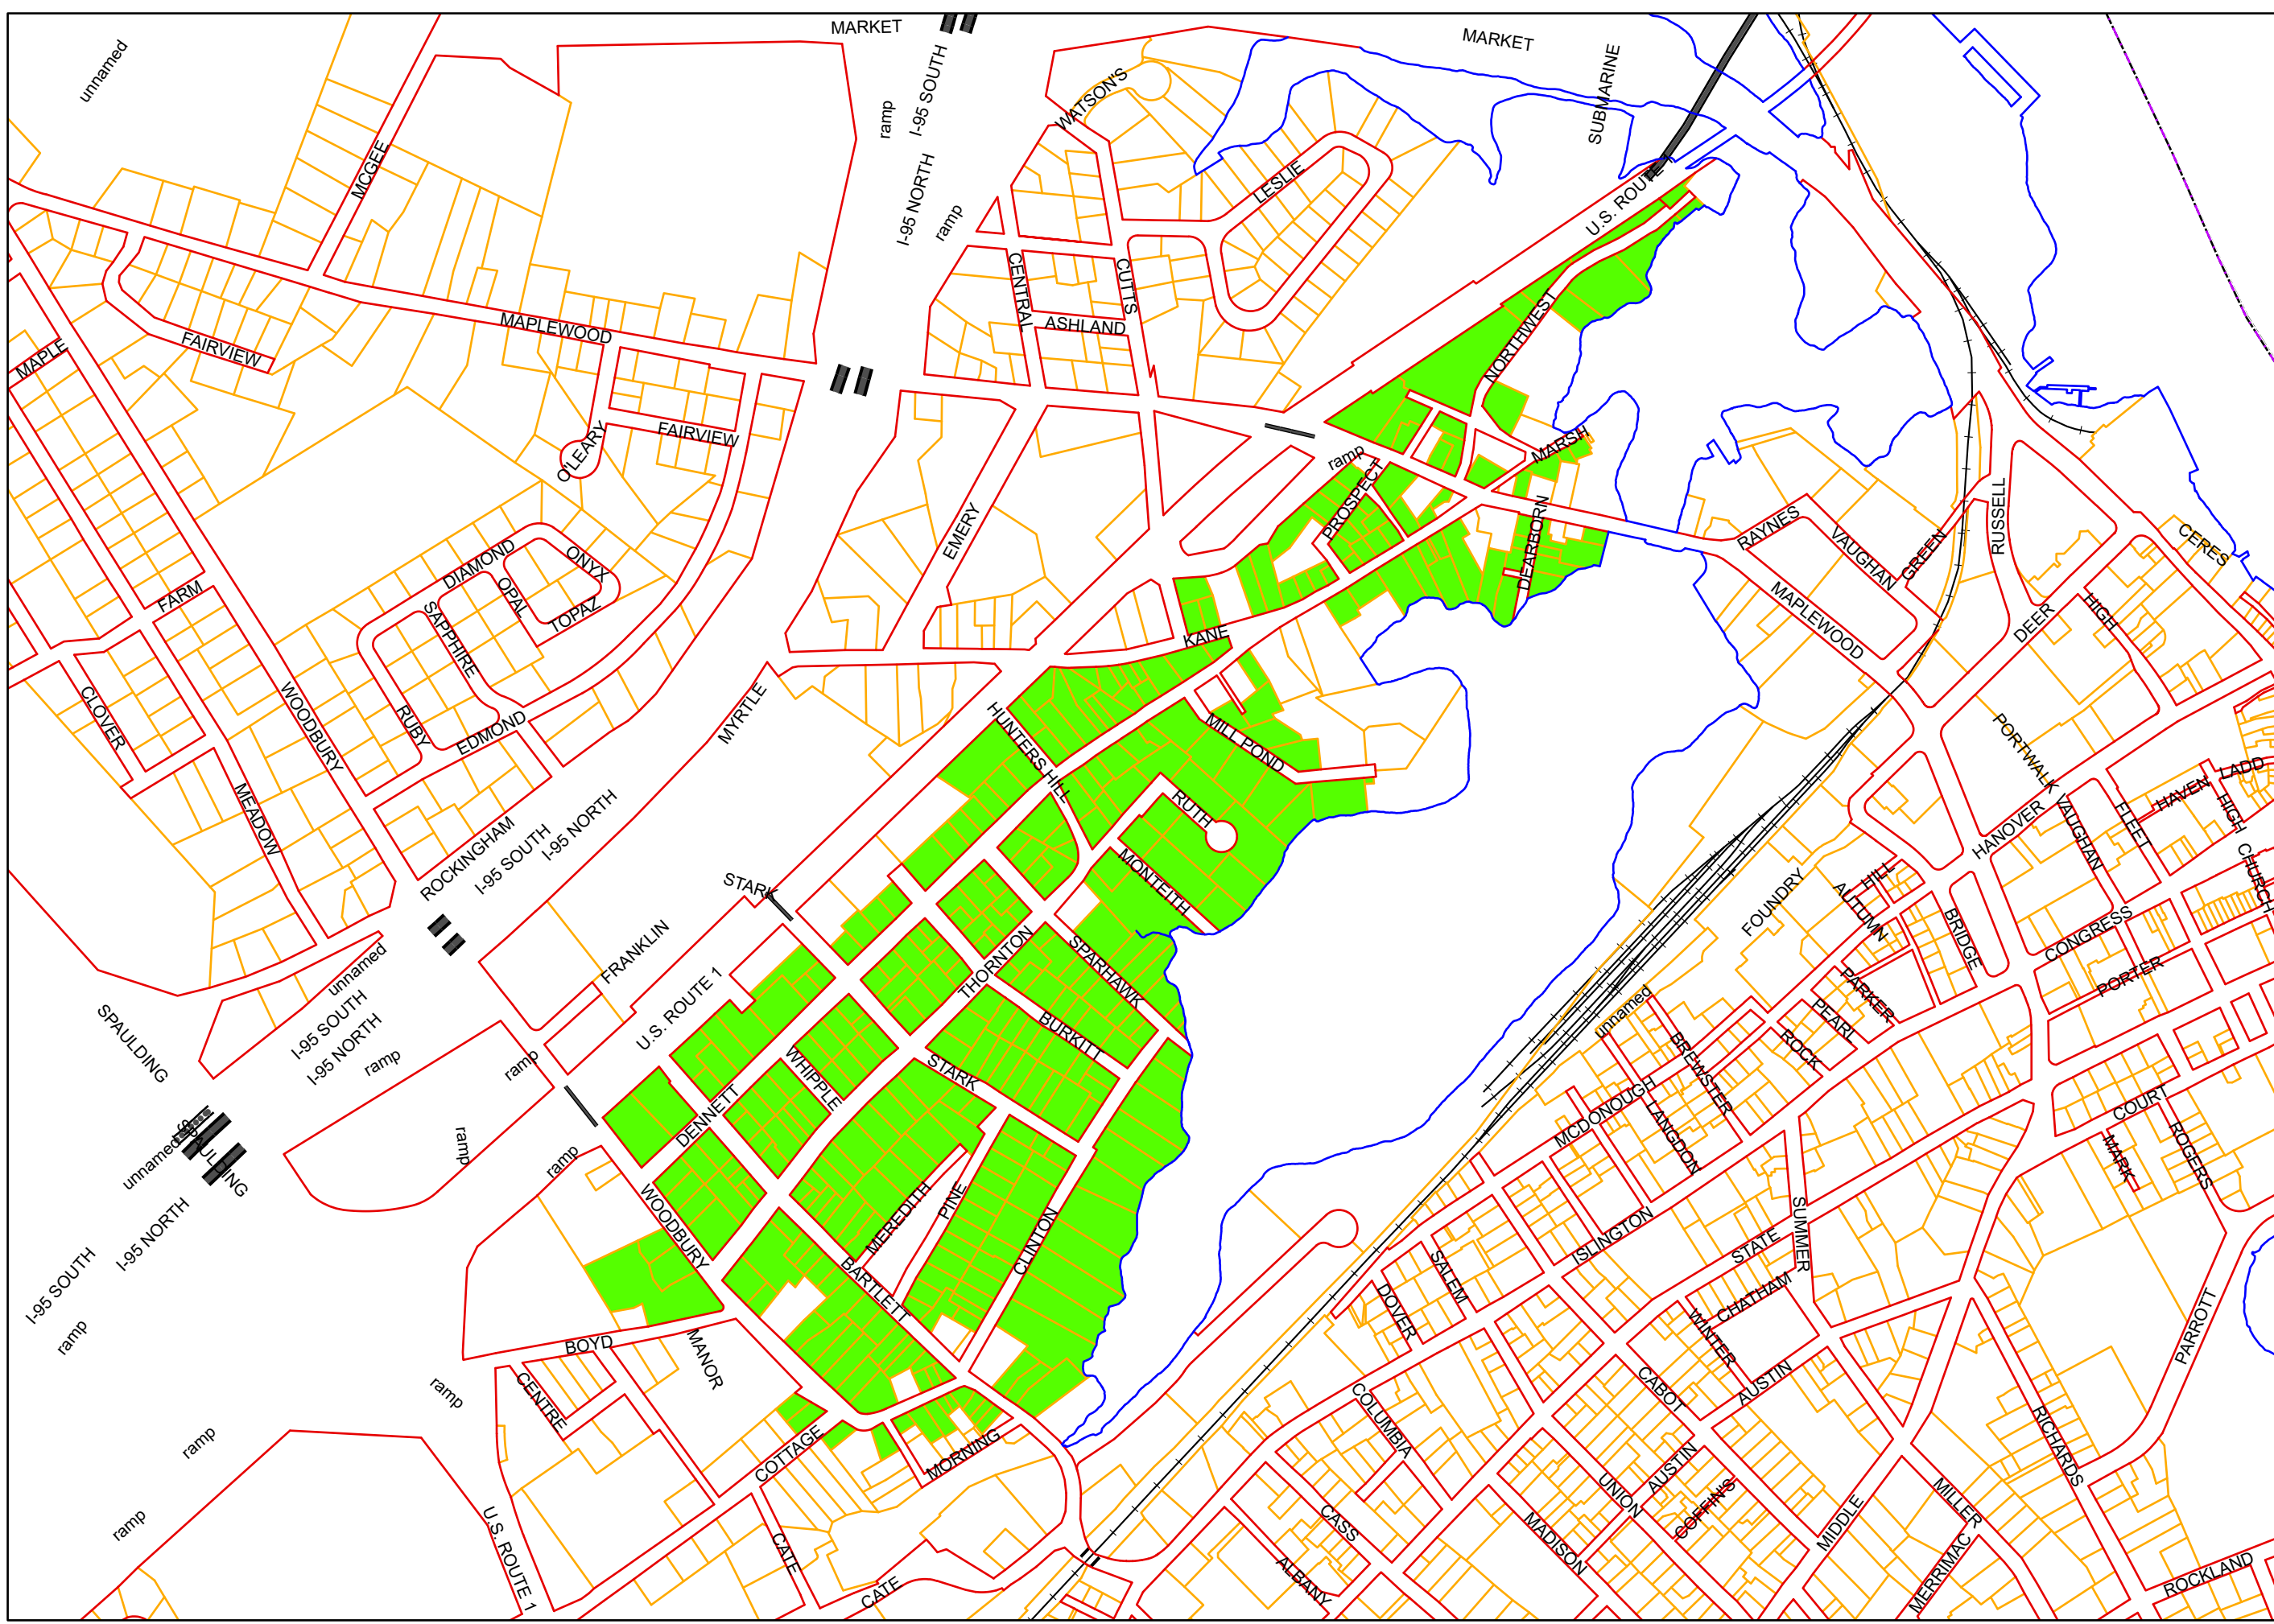 MARKET
MARKET
unnamed
I-95 SOUTH
ramp
SUBMARINE
WATSON'S
I-95 NORTH
MCGEE
LESLIE
U.S. ROUTE
ramp
CENTRAL
CUTTS
ASHLAND
MAPLEWOOD
FAIRVIEW
MAPLE
NORTHWEST
O'LEARY
FAIRVIEW
MARSH
ramp
PROSPECT
DEARBORN
EMERY
RAYNES
VAUGHAN
GREEN
RUSSELL
CERES
DIAMOND
ONYX
OPAL
TOPAZ
SAPPHIRE
FARM
KANE
MAPLEWOOD
DEER
HIGH
CLOVER
WOODBURY
RUBY
EDMOND
MYRTLE
HUNTERS HILL
MILL POND
PORTWALK
MEADOW
ROCKINGHAM
I-95 SOUTH
I-95 NORTH
RUTH
HANOVER
VAUGHAN
FLEET
HAVEN
LADD
HIGH
CHURCH
STARK
MONTEITH
HILL
AUTUMN
FOUNDRY
BRIDGE
CONGRESS
PORTER
unnamed
FRANKLIN
THORNTON
SPARHAWK
U.S. ROUTE 1
PARKER
PEARL
ROCK
unnamed
SPAULDING
I-95 SOUTH
I-95 NORTH
ramp
ramp
BURKITT
STARK
WHIPPLE
DENNETT
BREWSTER
MCDONOUGH
LANGDON
COURT
MARK
ROGERS
unnamed
SPAULDING
ramp
ramp
WOODBURY
MEREDITH
PINE
CLINTON
BARTLETT
I-95 NORTH
I-95 SOUTH
ramp
SALEM
DOVER
ISLINGTON
SUMMER
STATE
CHATHAM
WINTER
AUSTIN
PARROTT
BOYD
MANOR
CENTRE
ramp
ramp
ramp
COTTAGE
MORNING
COLUMBIA
CABOT
RICHARDS
AUSTIN
UNION
COFFIN'S
MIDDLE
MILLER
MERRIMAC
MADISON
CASS
ALBANY
ROCKLAND
U.S. ROUTE 1
CATE
CATE